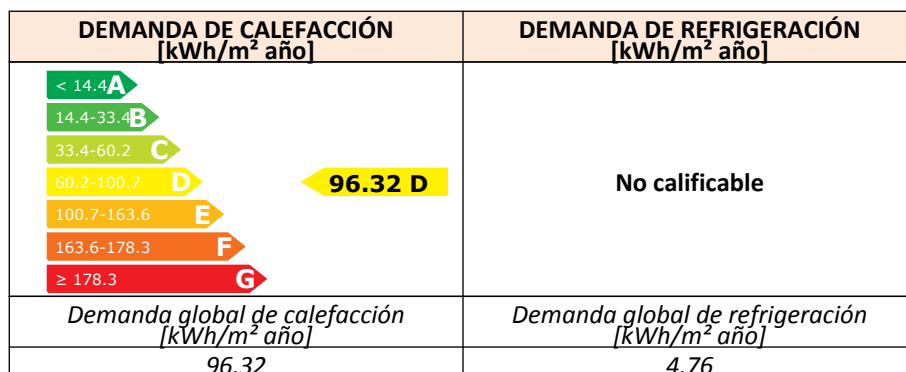 DEMANDA DE CALEFACCIÓN
[kWh/m² año]
DEMANDA DE REFRIGERACIÓN
[kWh/m² año]
< 14.4 A
14.4-33.4 B
33.4-60.2 C
60.2-100.7 D
100.7-163.6 E
163.6-178.3 F
≥ 178.3 G
96.32 D
No calificable
Demanda global de calefacción
[kWh/m² año]
Demanda global de refrigeración
[kWh/m² año]
96.32
4.76